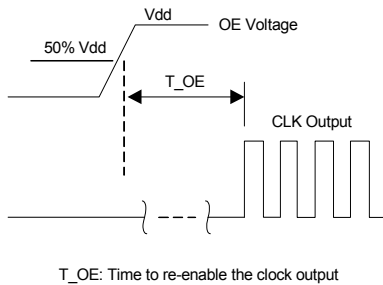 Vdd
OE Voltage
50% Vdd
T_OE
CLK Output
T_OE: Time to re-enable the clock output